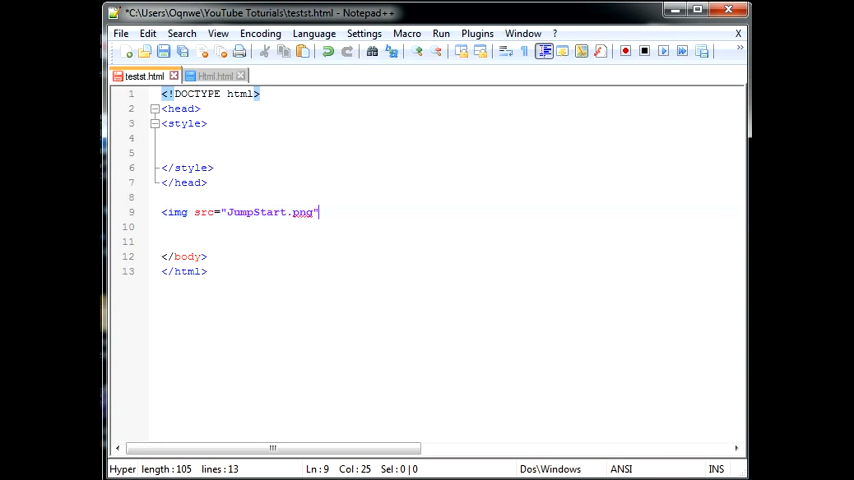 *C:\Users\Oqnwe\YouTube Toturials\testst.html - Notepad++
File Edit Search View Encoding Language Settings Macro Run Plugins Window ? X
testst.html Html.html
1 <!DOCTYPE html>
2 <head>
3 <style>
4
5
6 </style>
7 </head>
8
9 <img src="JumpStart.png"
10
11
12 </body>
13 </html>
Hyper length : 105 lines : 13 Ln : 9 Col : 25 Sel : 0 | 0 Dos\Windows ANSI INS